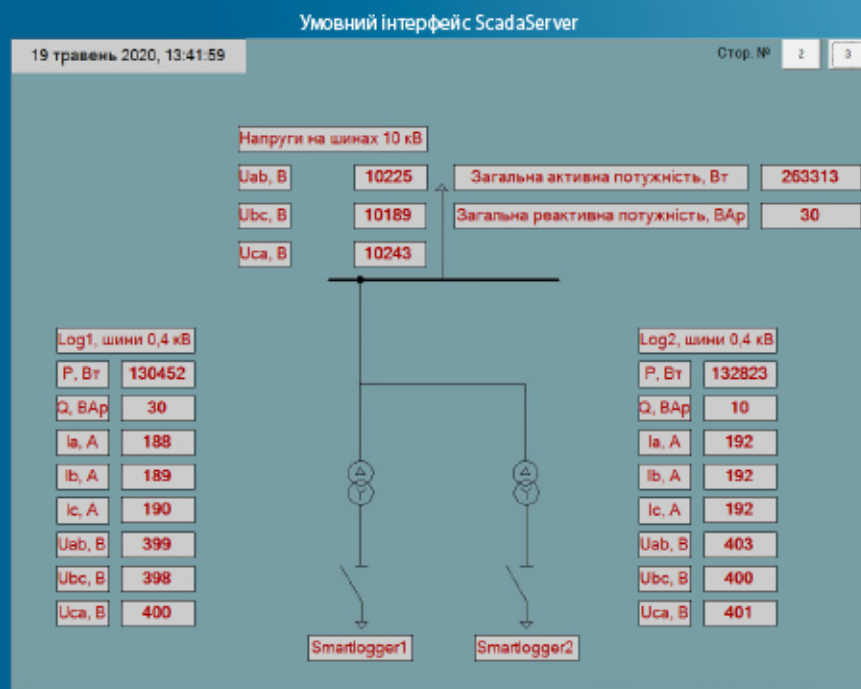 Умовний інтерфейс ScadaServer
19 травень 2020, 13:41:59
Стор. № 2 3
Напруги на шинах 10 кВ
Uab, В 10225 Загальна активна потужність, Вт 263313
Ubc, В 10189 Загальна реактивна потужність, ВАр 30
Uca, В 10243
Log1, шини 0,4 кВ Log2, шини 0,4 кВ
P, Вт 130452 P, Вт 132823
Q, ВАр 30 Q, ВАр 10
Ia, A 188 Ia, A 192
Ib, A 189 Ib, A 192
Ic, A 190 Ic, A 192
Uab, В 399 Uab, В 403
Ubc, В 398 Ubc, В 400
Uca, В 400 Uca, В 401
Smartlogger1 Smartlogger2